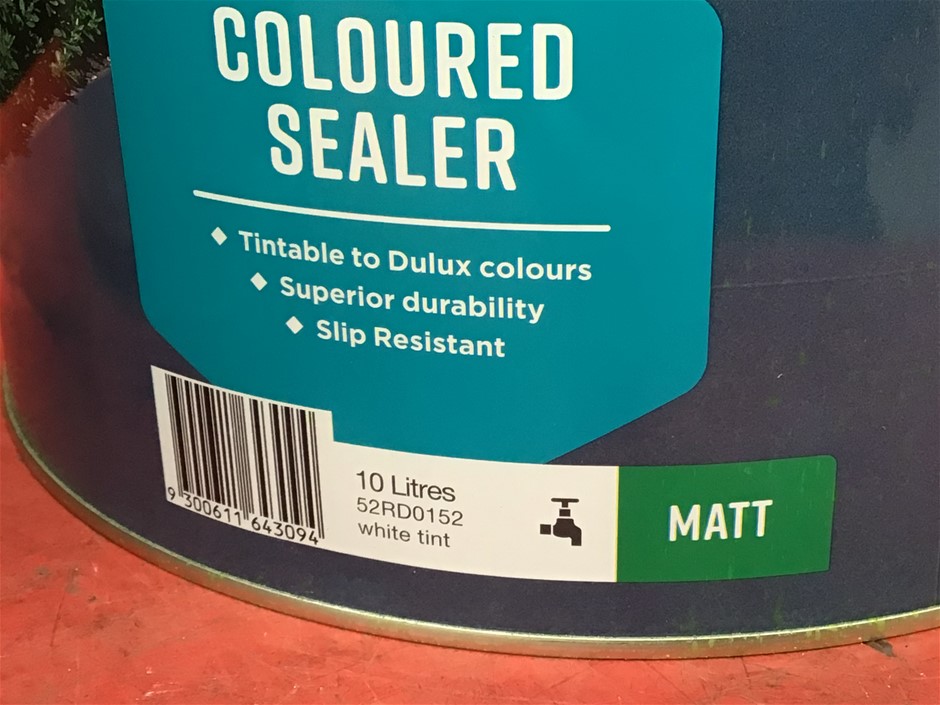 COLOURED
SEALER
Tintable to Dulux colours
Superior durability
Slip Resistant
9 300611 643094
10 Litres
52RD0152
white tint
MATT